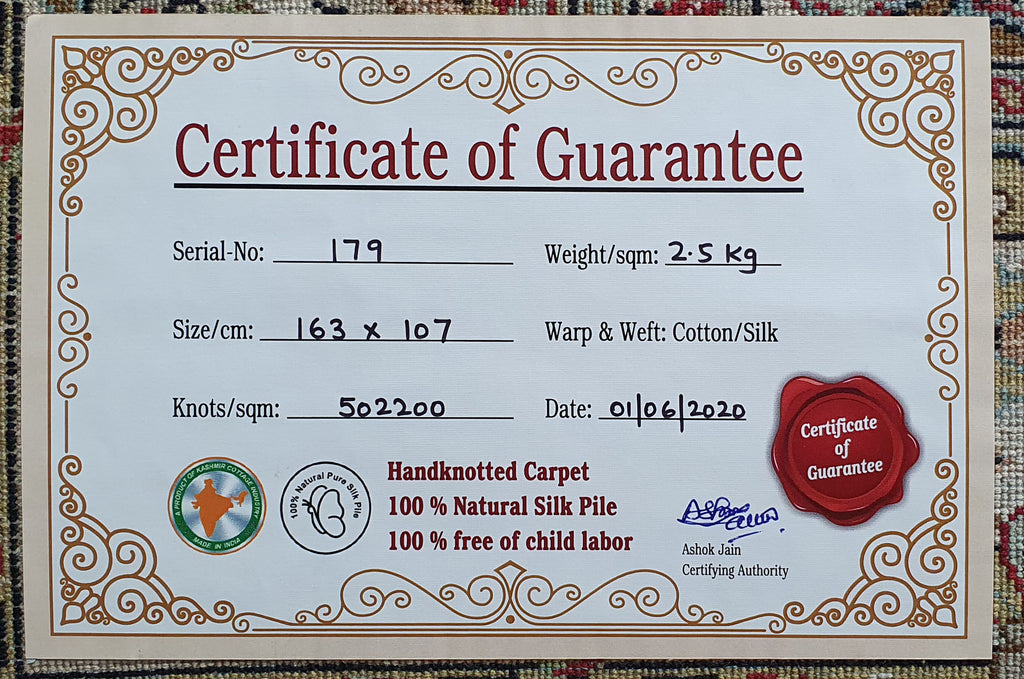 Certificate of Guarantee
Serial-No: 179
Weight/sqm: 2.5 Kg
Size/cm: 163 x 107
Warp & Weft: Cotton/Silk
Knots/sqm: 502200
Date: 01/06/2020
Certificate
of
Guarantee
A PRODUCT OF KASHMIR COTTAGE INDUSTRY
MADE IN INDIA
100% Natural Pure Silk Pile
Handknotted Carpet
100 % Natural Silk Pile
100 % free of child labor
Ashok Jain
Certifying Authority